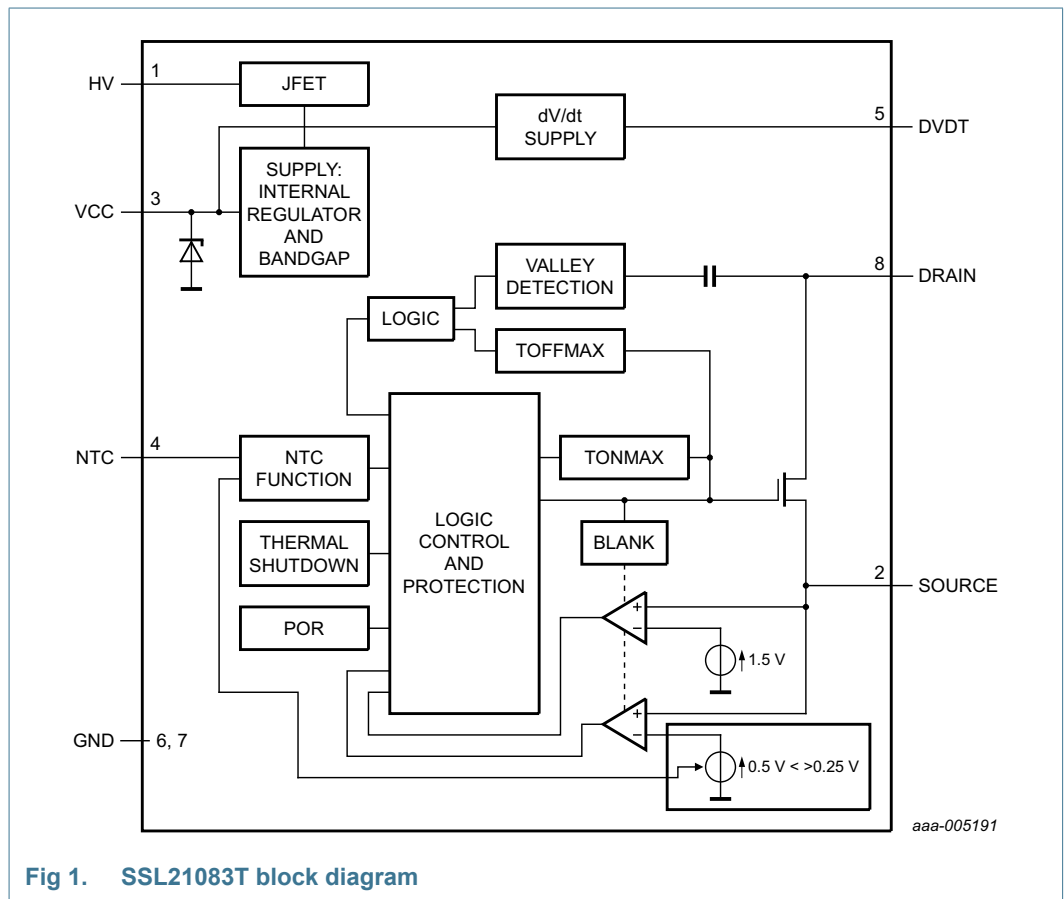 HV
1
JFET
dV/dt
SUPPLY
5
DVDT
SUPPLY:
INTERNAL
REGULATOR
AND
BANDGAP
VCC
3
VALLEY
DETECTION
8
DRAIN
LOGIC
TOFFMAX
NTC
4
NTC
FUNCTION
TONMAX
LOGIC
CONTROL
AND
PROTECTION
THERMAL
SHUTDOWN
BLANK
2
SOURCE
POR
+
−
1.5 V
+
−
GND
6, 7
0.5 V < >0.25 V
aaa-005191
Fig 1. SSL21083T block diagram